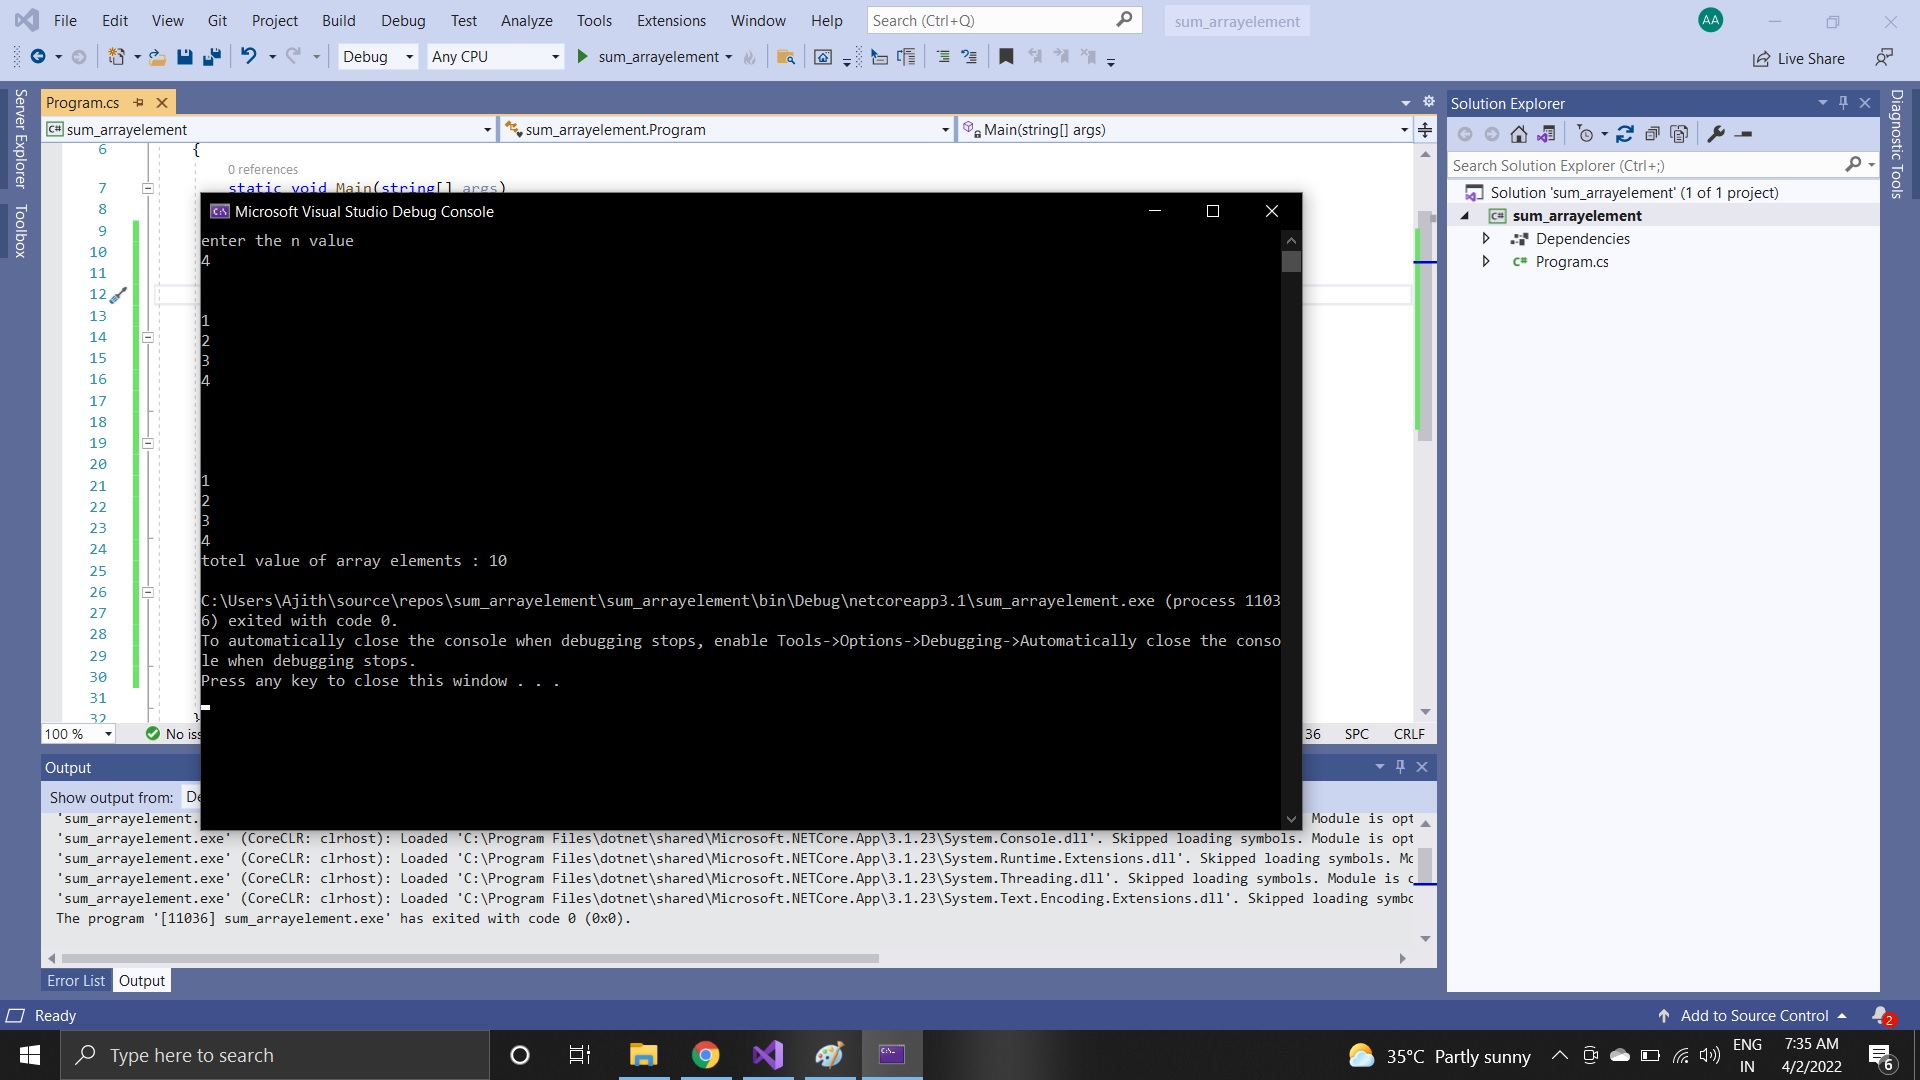 File Edit View Git Project Build Debug Test Analyze Tools Extensions Window Help Search (Ctrl+Q) sum_arrayelement AA
Debug Any CPU sum_arrayelement Live Share
Server Explorer
Toolbox
Program.cs
sum_arrayelement sum_arrayelement.Program Main(string[] args)
6 {
0 references
7 static void Main(string[] args)
8
9
10
11
12
13
14
15
16
17
18
19
20
21
22
23
24
25
26
27
28
29
30
31
32 }
Microsoft Visual Studio Debug Console
enter the n value
4
1
2
3
4
1
2
3
4
totel value of array elements : 10
C:\Users\Ajith\source\repos\sum_arrayelement\sum_arrayelement\bin\Debug\netcoreapp3.1\sum_arrayelement.exe (process 1103
6) exited with code 0.
To automatically close the console when debugging stops, enable Tools->Options->Debugging->Automatically close the conso
le when debugging stops.
Press any key to close this window . . .
100 % No iss 36 SPC CRLF
Output
Show output from: De
'sum_arrayelement. Module is opt
'sum_arrayelement.exe' (CoreCLR: clrhost): Loaded 'C:\Program Files\dotnet\shared\Microsoft.NETCore.App\3.1.23\System.Console.dll'. Skipped loading symbols. Module is opt
'sum_arrayelement.exe' (CoreCLR: clrhost): Loaded 'C:\Program Files\dotnet\shared\Microsoft.NETCore.App\3.1.23\System.Runtime.Extensions.dll'. Skipped loading symbols. Mo
'sum_arrayelement.exe' (CoreCLR: clrhost): Loaded 'C:\Program Files\dotnet\shared\Microsoft.NETCore.App\3.1.23\System.Threading.dll'. Skipped loading symbols. Module is o
'sum_arrayelement.exe' (CoreCLR: clrhost): Loaded 'C:\Program Files\dotnet\shared\Microsoft.NETCore.App\3.1.23\System.Text.Encoding.Extensions.dll'. Skipped loading symbo
The program '[11036] sum_arrayelement.exe' has exited with code 0 (0x0).
Error List Output
Solution Explorer
Search Solution Explorer (Ctrl+;)
Solution 'sum_arrayelement' (1 of 1 project)
C# sum_arrayelement
Dependencies
C# Program.cs
Diagnostic Tools
Ready Add to Source Control 2
Type here to search 35°C Partly sunny ENG IN 7:35 AM 4/2/2022 6